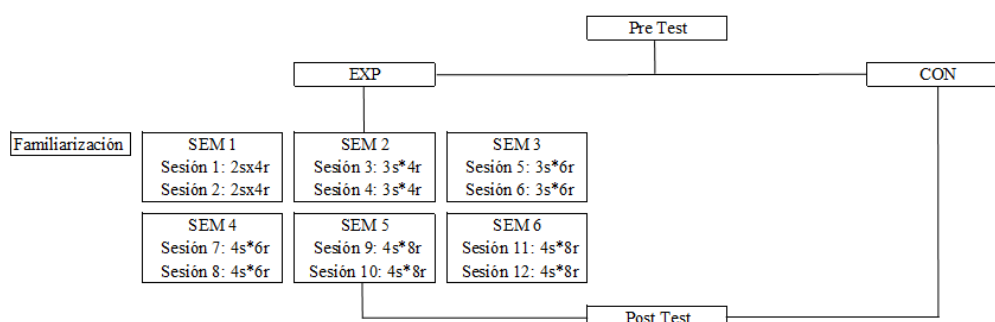 Pre Test
EXP
CON
Familiarización
SEM 1
Sesión 1: 2sx4r
Sesión 2: 2sx4r
SEM 2
Sesión 3: 3s*4r
Sesión 4: 3s*4r
SEM 3
Sesión 5: 3s*6r
Sesión 6: 3s*6r
SEM 4
Sesión 7: 4s*6r
Sesión 8: 4s*6r
SEM 5
Sesión 9: 4s*8r
Sesión 10: 4s*8r
SEM 6
Sesión 11: 4s*8r
Sesión 12: 4s*8r
Post Test